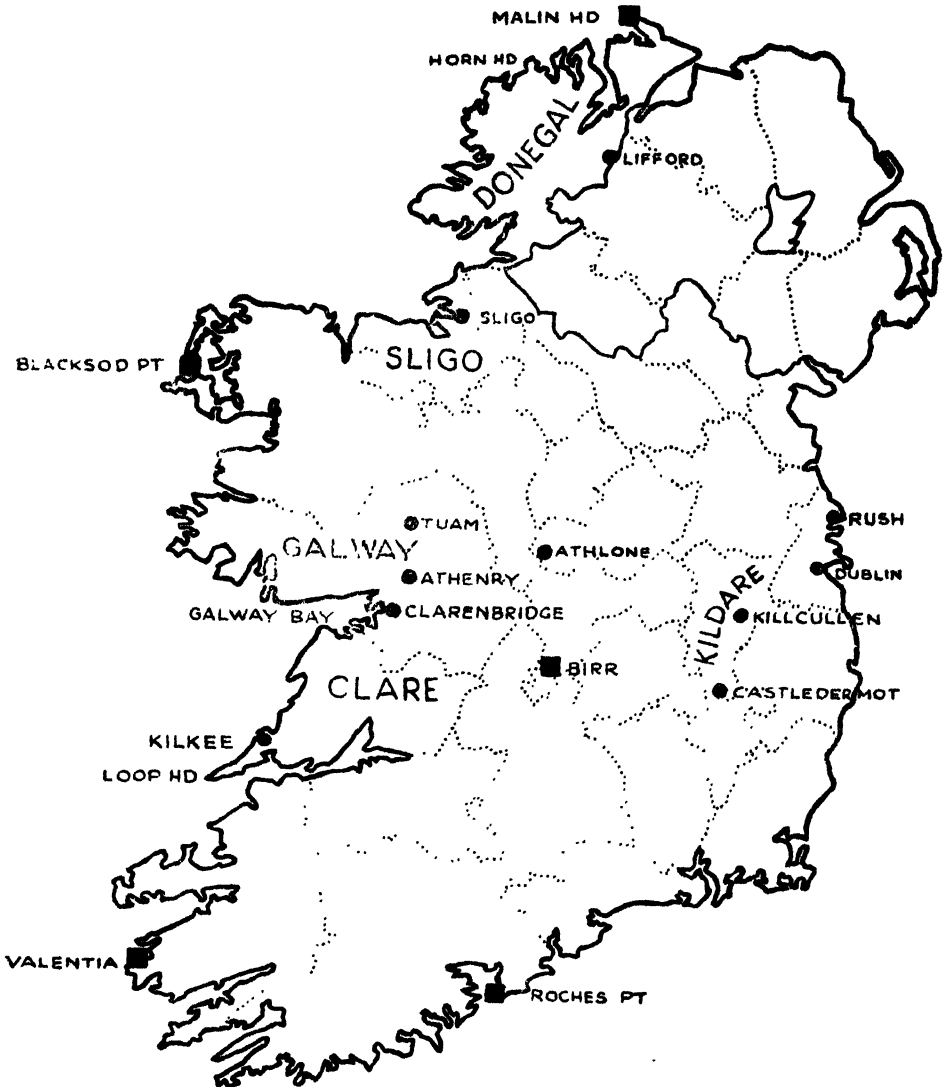 MALIN HD
HORN HD
DONEGAL
LIFFORD
SLIGO
SLIGO
BLACKSOD PT
RUSH
TUAM
GALWAY
ATHLONE
DUBLIN
ATHENRY
KILDARE
GALWAY BAY
CLARENBRIDGE
KILLCULLEN
BIRR
CLARE
CASTLEDERMOT
KILKEE
LOOP HD
VALENTIA
ROCHES PT